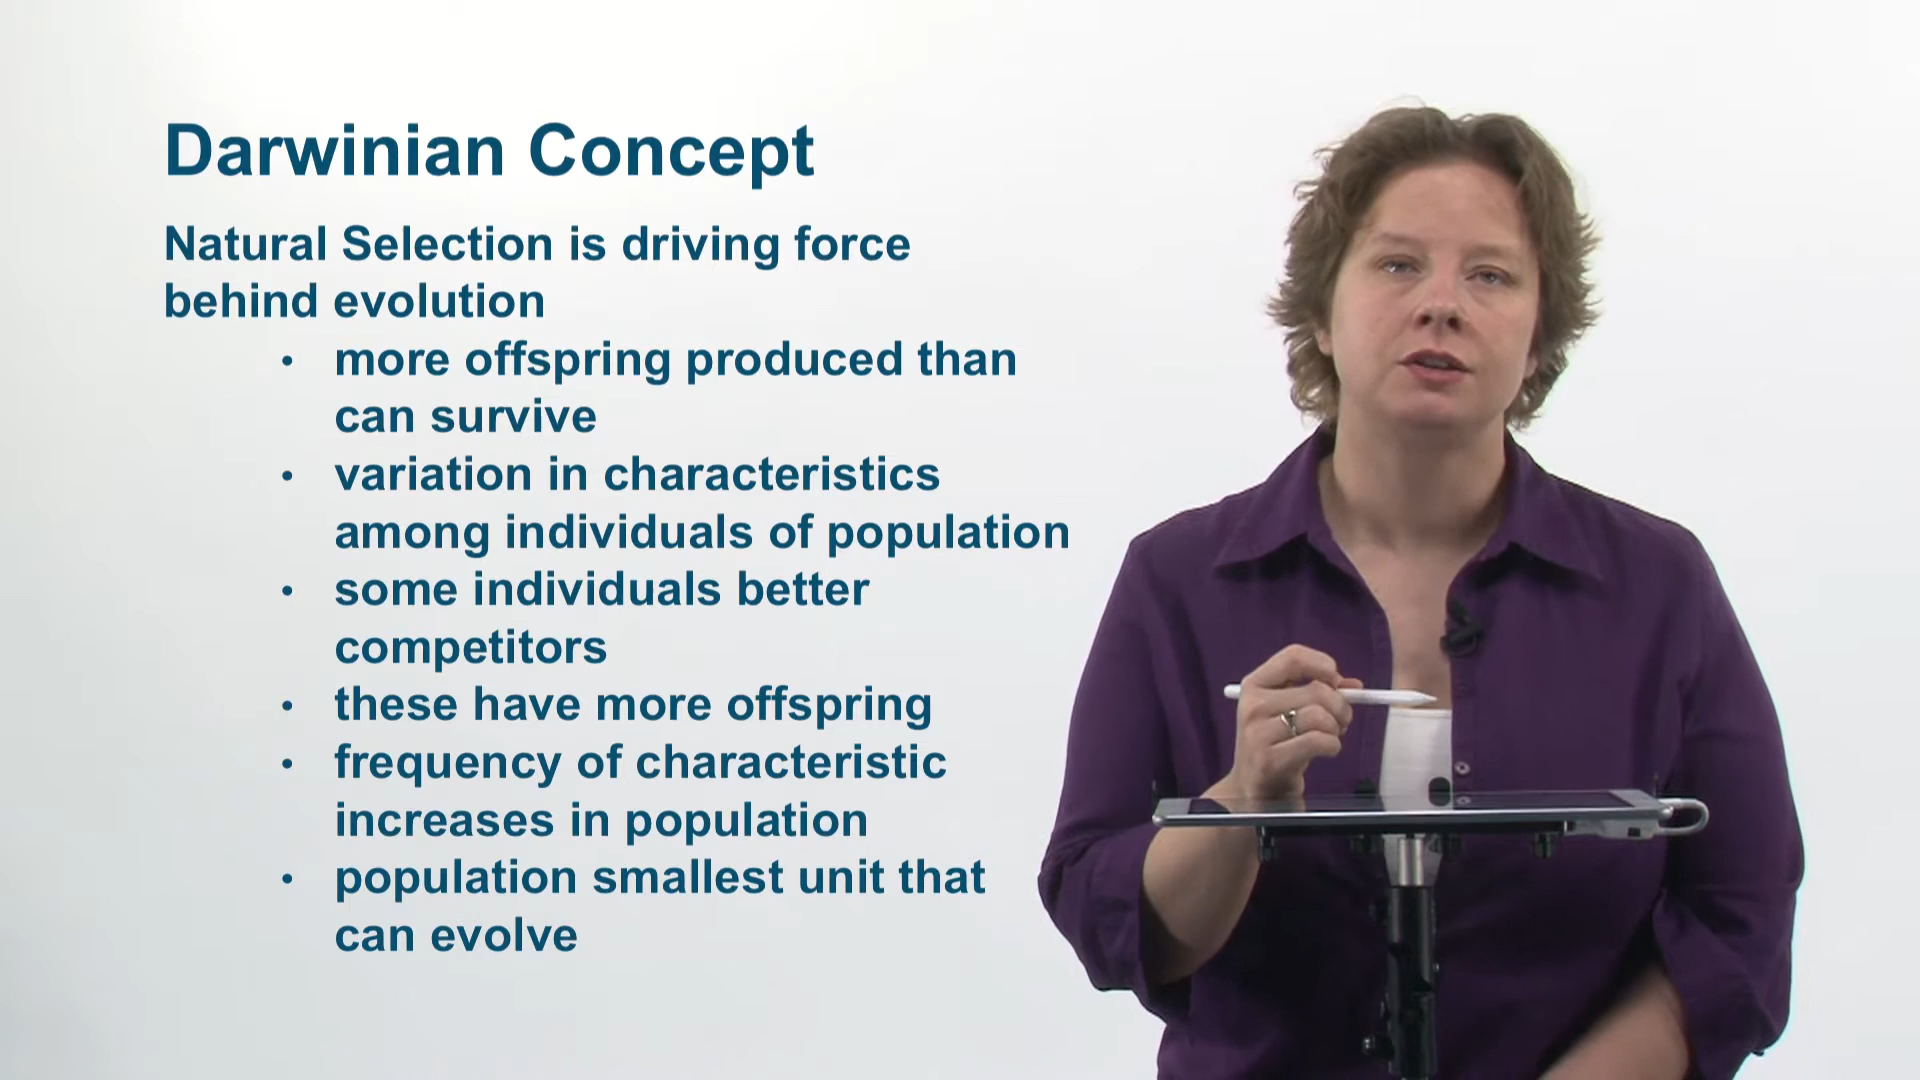 Darwinian Concept
Natural Selection is driving force
behind evolution
• more offspring produced than
can survive
• variation in characteristics
among individuals of population
• some individuals better
competitors
• these have more offspring
• frequency of characteristic
increases in population
• population smallest unit that
can evolve